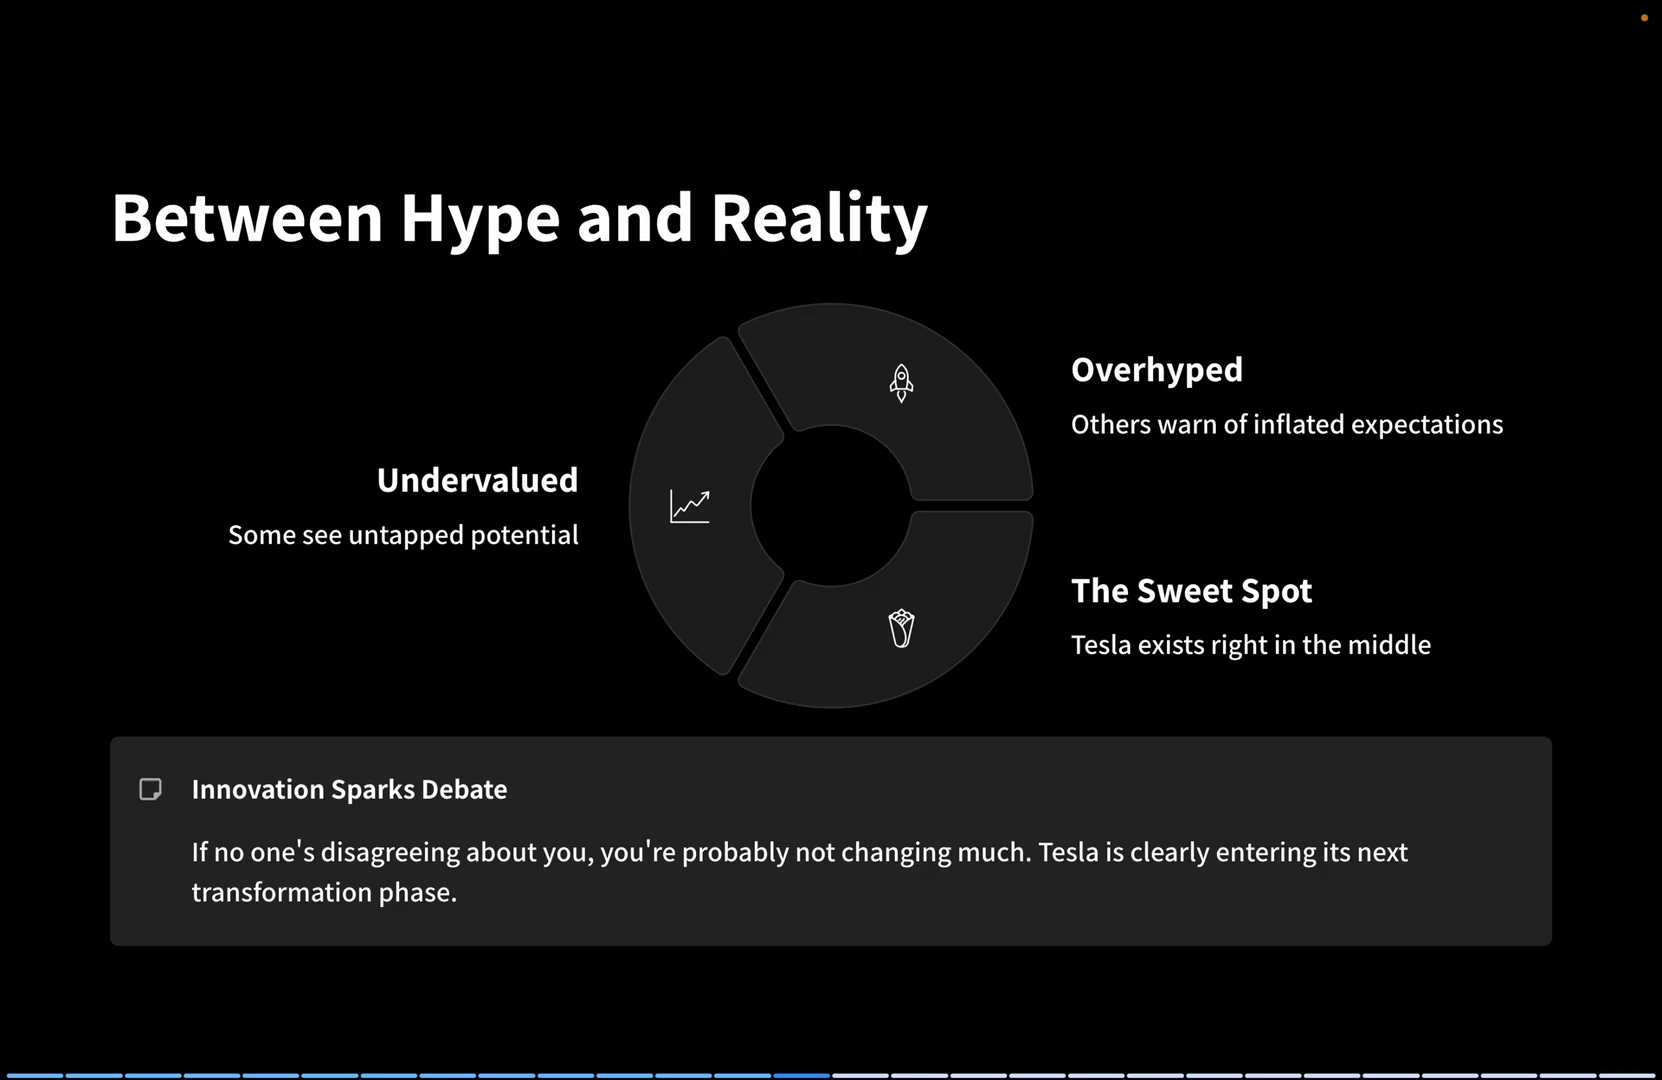 Between Hype and Reality
Overhyped
Others warn of inflated expectations
Undervalued
Some see untapped potential
The Sweet Spot
Tesla exists right in the middle
Innovation Sparks Debate
If no one's disagreeing about you, you're probably not changing much. Tesla is clearly entering its next
transformation phase.